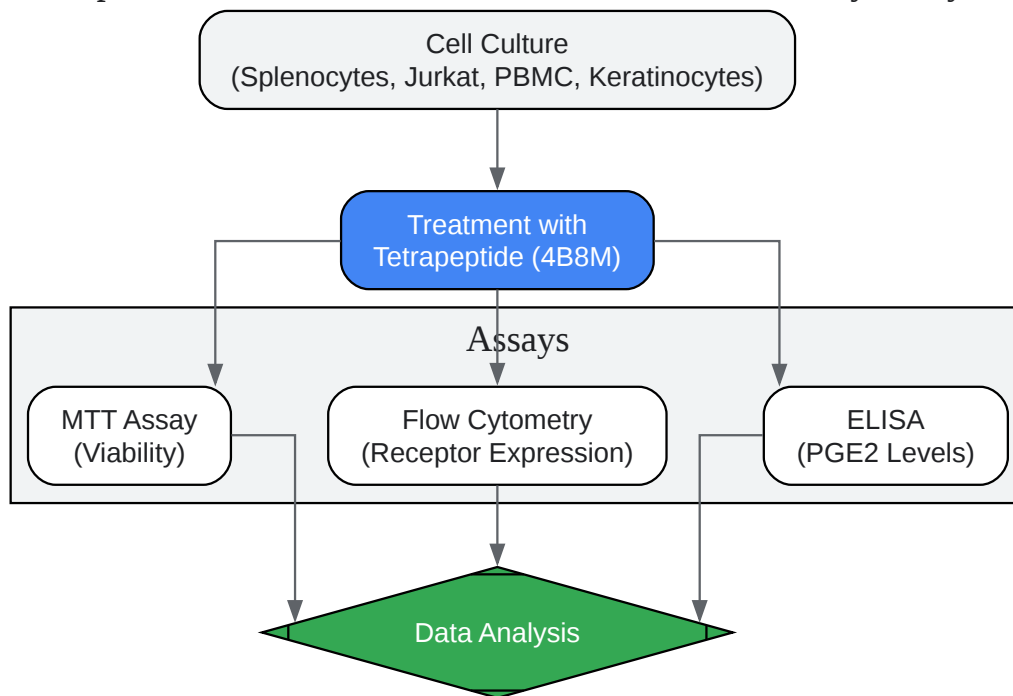 Cell Culture
(Splenocytes, Jurkat, PBMC, Keratinocytes)
Treatment with
Tetrapeptide (4B8M)
Assays
MTT Assay
(Viability)
Flow Cytometry
(Receptor Expression)
ELISA
(PGE2 Levels)
Data Analysis